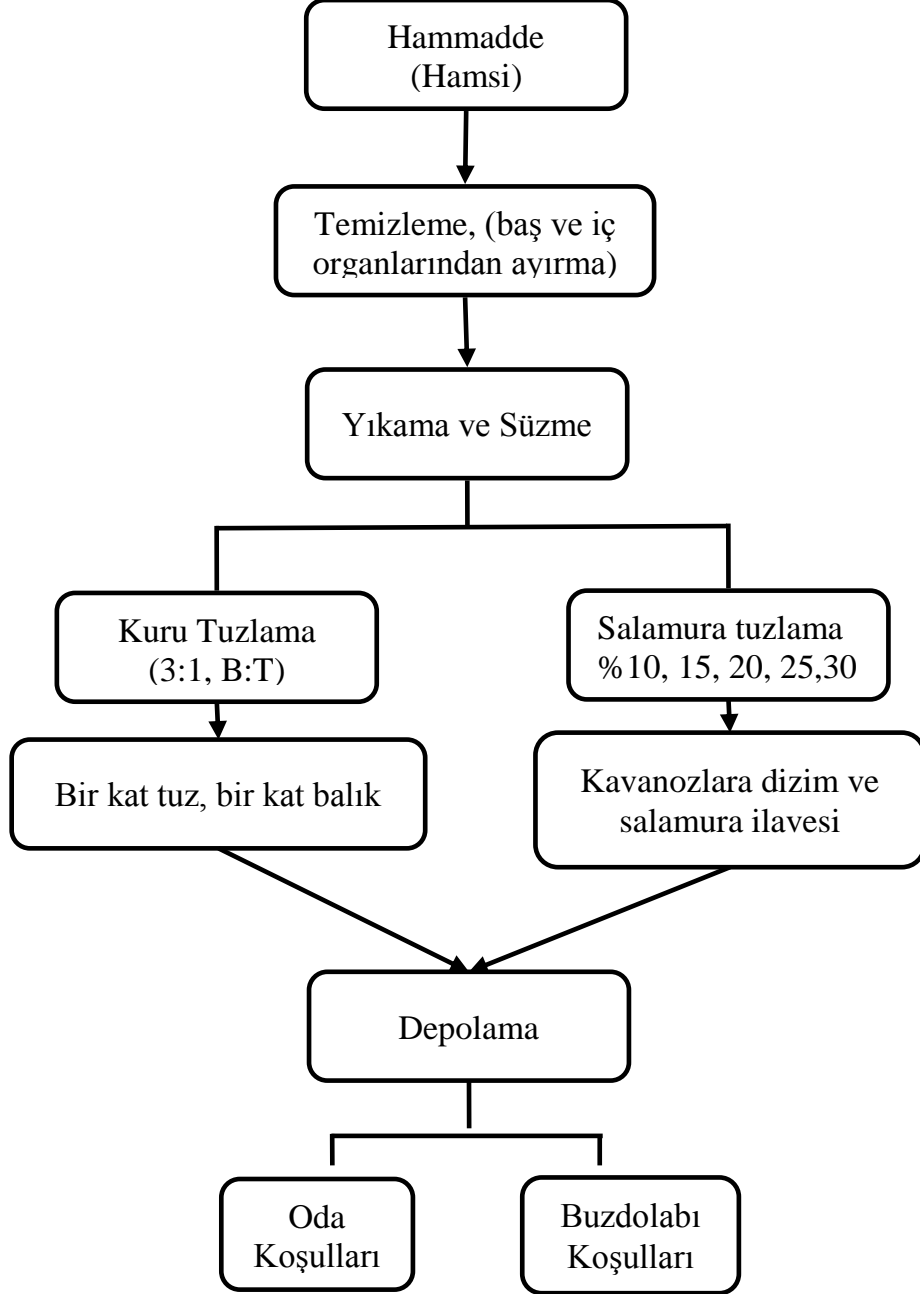 Hammadde
(Hamsi)
Temizleme, (baş ve iç
organlarından ayırma)
Yıkama ve Süzme
Kuru Tuzlama
(3:1, B:T)
Salamura tuzlama
%10, 15, 20, 25,30
Bir kat tuz, bir kat balık
Kavanozlara dizim ve
salamura ilavesi
Depolama
Oda
Koşulları
Buzdolabı
Koşulları